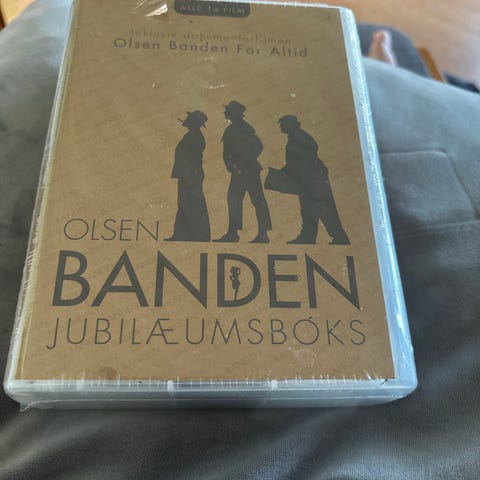 ALLE 14 FILM
Inklusiv dokumentarfilmen
Olsen Banden For Altid
OLSEN
BANDEN
JUBILÆUMSBOKS